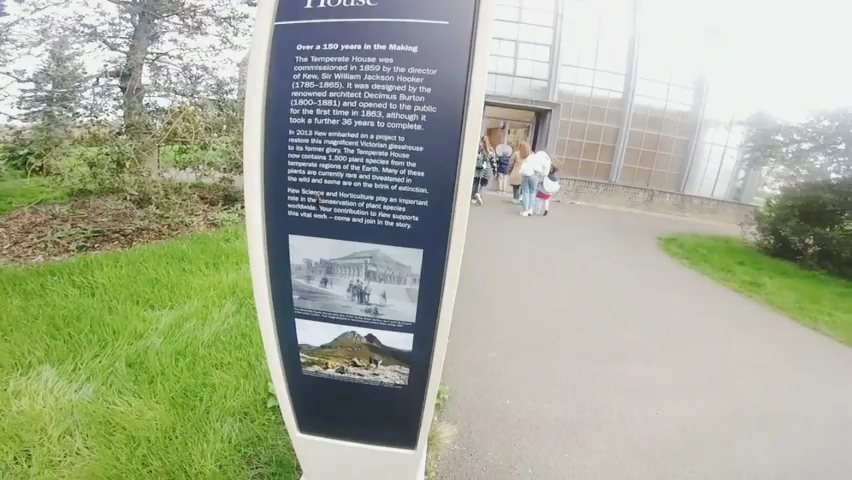 House
Over a 150 years in the Making
The Temperate House was
commissioned in 1859 by the director
of Kew, Sir William Jackson Hooker
(1785–1865). It was designed by the
renowned architect Decimus Burton
(1800–1881) and opened to the public
for the first time in 1863, although it
took a further 36 years to complete.
In 2013 Kew embarked on a project to
restore this magnificent Victorian glasshouse
to its former glory. The Temperate House
now contains 1,500 plant species from the
temperate regions of the Earth. Many of these
plants are currently rare and threatened in
the wild and some are on the brink of extinction.
Kew Science and Horticulture play an important
role in the conservation of plant species
worldwide. Your contribution to Kew supports
this vital work – come and join in the story.